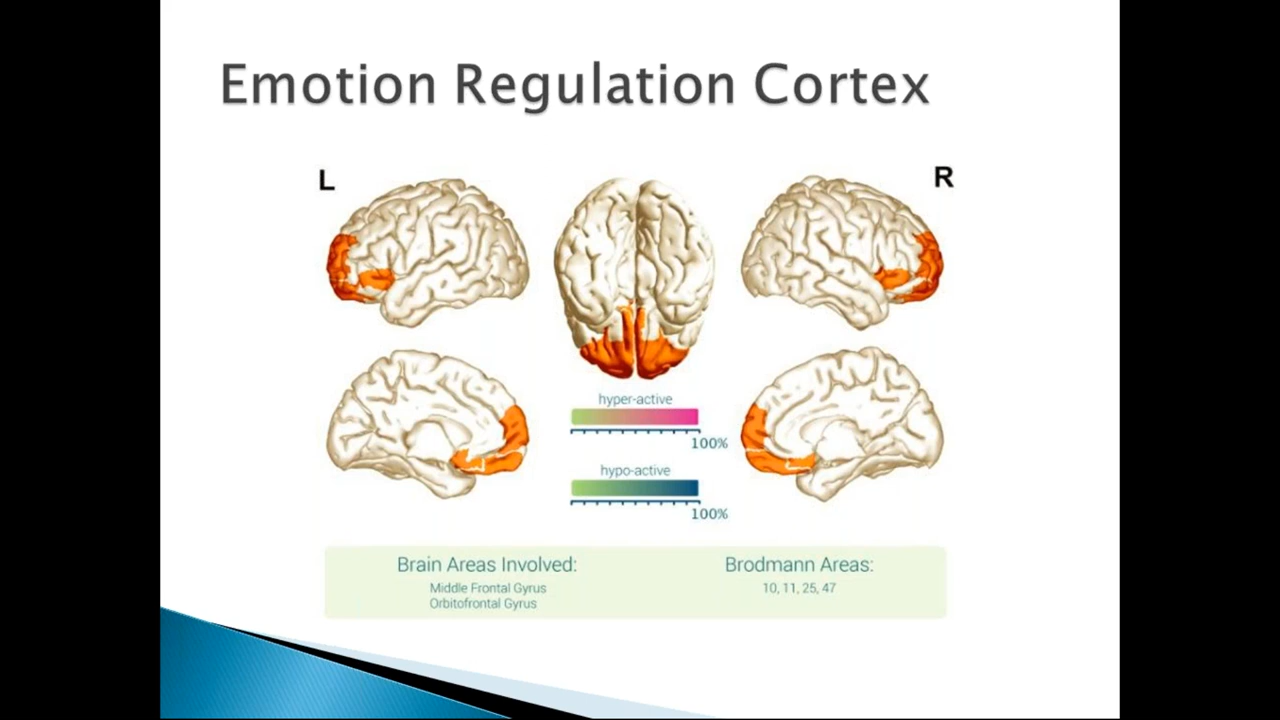 Emotion Regulation Cortex
L
R
hyper-active
100%
hypo-active
100%
Brain Areas Involved:
Middle Frontal Gyrus
Orbitofrontal Gyrus
Brodmann Areas:
10, 11, 25, 47